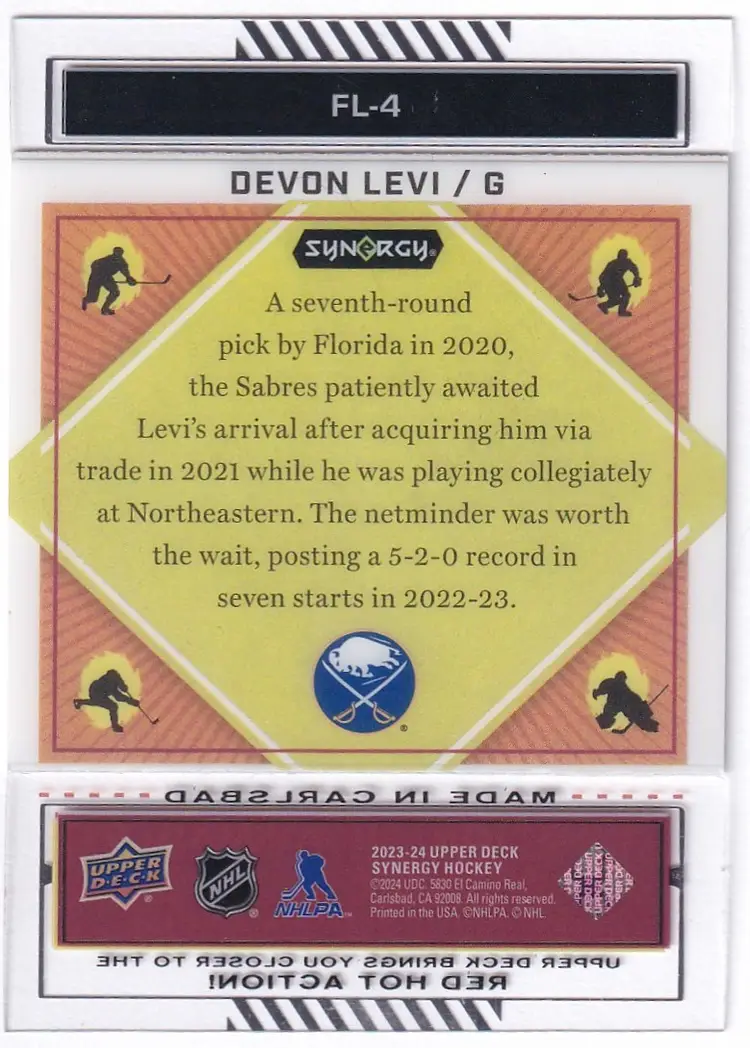 FL-4
DEVON LEVI / G
SYNERGY®
A seventh-round
pick by Florida in 2020,
the Sabres patiently awaited
Levi's arrival after acquiring him via
trade in 2021 while he was playing collegiately
at Northeastern. The netminder was worth
the wait, posting a 5-2-0 record in
seven starts in 2022-23.
MADE IN CARLSBAD
UPPER
D·E·C·K
NHL
NHLPA
2023-24 UPPER DECK
SYNERGY HOCKEY
©2024 UDC. 5830 El Camino Real,
Carlsbad, CA 92008. All rights reserved.
Printed in the USA. ©NHLPA. © NHL
UPPER DECK BRINGS YOU CLOSER TO THE
RED HOT ACTION!